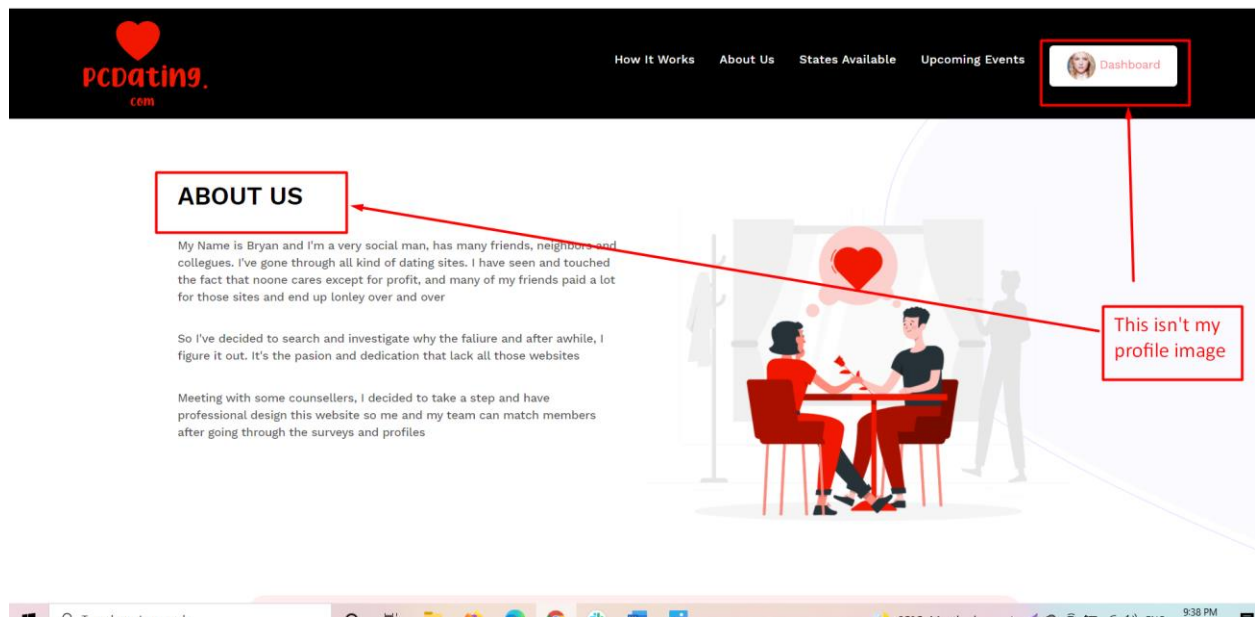 PCDating.
com
How It Works About Us States Available Upcoming Events Dashboard
ABOUT US
My Name is Bryan and I'm a very social man, has many friends, neighbors and
collegues. I've gone through all kind of dating sites. I have seen and touched
the fact that noone cares except for profit, and many of my friends paid a lot
for those sites and end up lonley over and over
So I've decided to search and investigate why the faliure and after awhile, I
figure it out. It's the pasion and dedication that lack all those websites
Meeting with some counsellers, I decided to take a step and have
professional design this website so me and my team can match members
after going through the surveys and profiles
This isn't my
profile image
9:38 PM